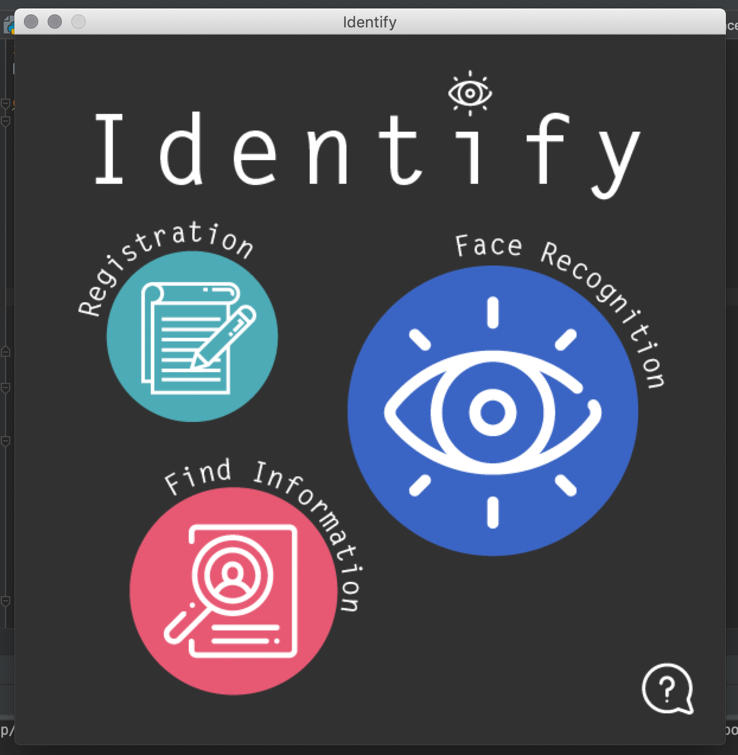 Identify
Identify
Registration
Face Recognition
Find Information
?
p/